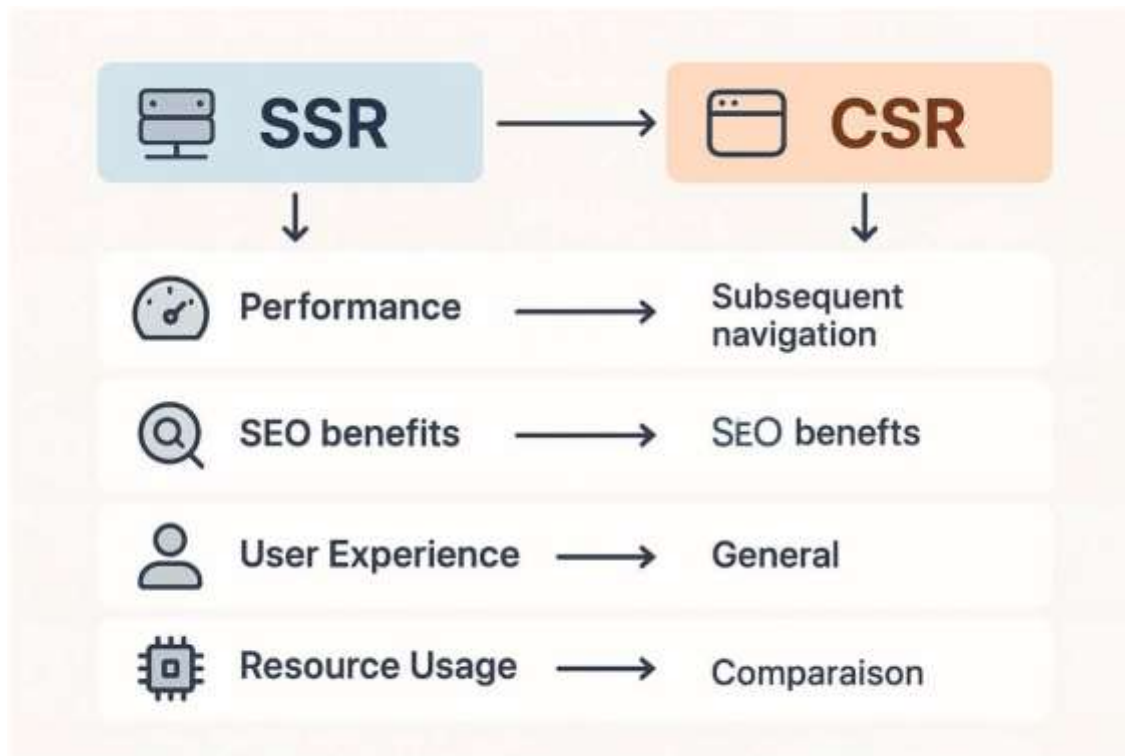 SSR
CSR
Performance
Subsequent
navigation
SEO benefits
SEO benefts
User Experience
General
Resource Usage
Comparaison